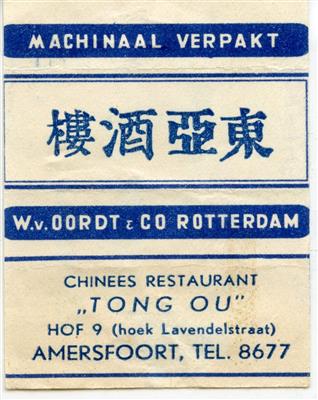 MACHINAAL VERPAKT
東亞酒樓
W.v. OORDT & CO ROTTERDAM
CHINEES RESTAURANT
„TONG OU”
HOF 9 (hoek Lavendelstraat)
AMERSFOORT, TEL. 8677